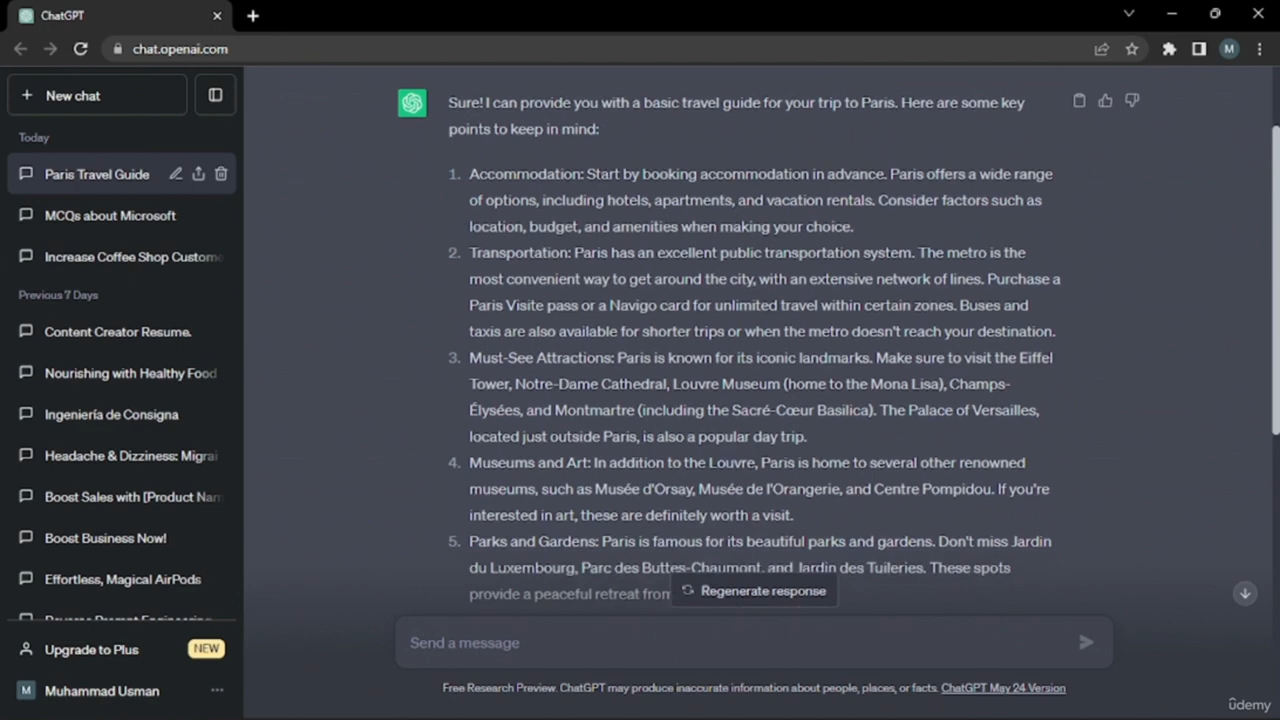 ChatGPT
chat.openai.com
M
New chat
Today
Paris Travel Guide
MCQs about Microsoft
Increase Coffee Shop Custome
Previous 7 Days
Content Creator Resume.
Nourishing with Healthy Food
Ingeniería de Consigna
Headache & Dizziness: Migrai
Boost Sales with [Product Nam
Boost Business Now!
Effortless, Magical AirPods
Reverse Prompt Engineering
Upgrade to Plus NEW
M Muhammad Usman
Sure! I can provide you with a basic travel guide for your trip to Paris. Here are some key
points to keep in mind:
1. Accommodation: Start by booking accommodation in advance. Paris offers a wide range
of options, including hotels, apartments, and vacation rentals. Consider factors such as
location, budget, and amenities when making your choice.
2. Transportation: Paris has an excellent public transportation system. The metro is the
most convenient way to get around the city, with an extensive network of lines. Purchase a
Paris Visite pass or a Navigo card for unlimited travel within certain zones. Buses and
taxis are also available for shorter trips or when the metro doesn't reach your destination.
3. Must-See Attractions: Paris is known for its iconic landmarks. Make sure to visit the Eiffel
Tower, Notre-Dame Cathedral, Louvre Museum (home to the Mona Lisa), Champs-
Élysées, and Montmartre (including the Sacré-Cœur Basilica). The Palace of Versailles,
located just outside Paris, is also a popular day trip.
4. Museums and Art: In addition to the Louvre, Paris is home to several other renowned
museums, such as Musée d'Orsay, Musée de l'Orangerie, and Centre Pompidou. If you're
interested in art, these are definitely worth a visit.
5. Parks and Gardens: Paris is famous for its beautiful parks and gardens. Don't miss Jardin
du Luxembourg, Parc des Buttes-Chaumont, and Jardin des Tuileries. These spots
provide a peaceful retreat from
Regenerate response
Send a message
Free Research Preview. ChatGPT may produce inaccurate information about people, places, or facts. ChatGPT May 24 Version
ûdemy